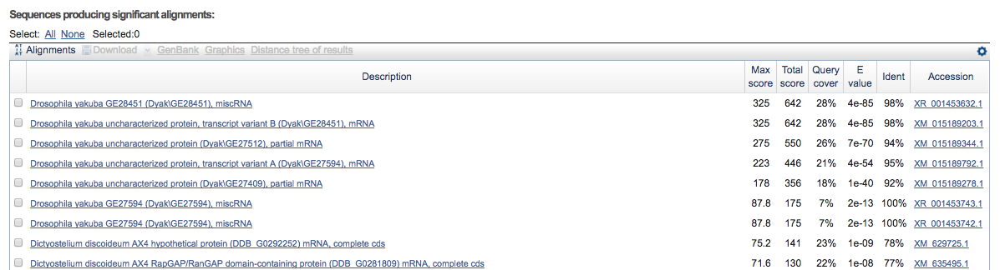 Sequences producing significant alignments:
Select: All None Selected:0
Alignments Download GenBank Graphics Distance tree of results
Description Max score Total score Query cover E value Ident Accession
Drosophila yakuba GE28451 (Dyak\GE28451), miscRNA 325 642 28% 4e-85 98% XR_001453632.1
Drosophila yakuba uncharacterized protein, transcript variant B (Dyak\GE28451), mRNA 325 642 28% 4e-85 98% XM_015189203.1
Drosophila yakuba uncharacterized protein (Dyak\GE27512), partial mRNA 275 550 26% 7e-70 94% XM_015189344.1
Drosophila yakuba uncharacterized protein, transcript variant A (Dyak\GE27594), mRNA 223 446 21% 4e-54 95% XM_015189792.1
Drosophila yakuba uncharacterized protein (Dyak\GE27409), partial mRNA 178 356 18% 1e-40 92% XM_015189278.1
Drosophila yakuba GE27594 (Dyak\GE27594), miscRNA 87.8 175 7% 2e-13 100% XR_001453743.1
Drosophila yakuba GE27594 (Dyak\GE27594), miscRNA 87.8 175 7% 2e-13 100% XR_001453742.1
Dictyostelium discoideum AX4 hypothetical protein (DDB_G0292252) mRNA, complete cds 75.2 141 23% 1e-09 78% XM_629725.1
Dictyostelium discoideum AX4 RapGAP/RanGAP domain-containing protein (DDB_G0281809) mRNA, complete cds 71.6 130 22% 1e-08 77% XM_635495.1